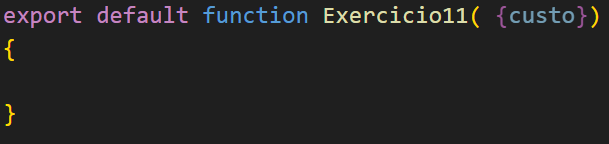 export default function Exercicio11( {custo})
{
}